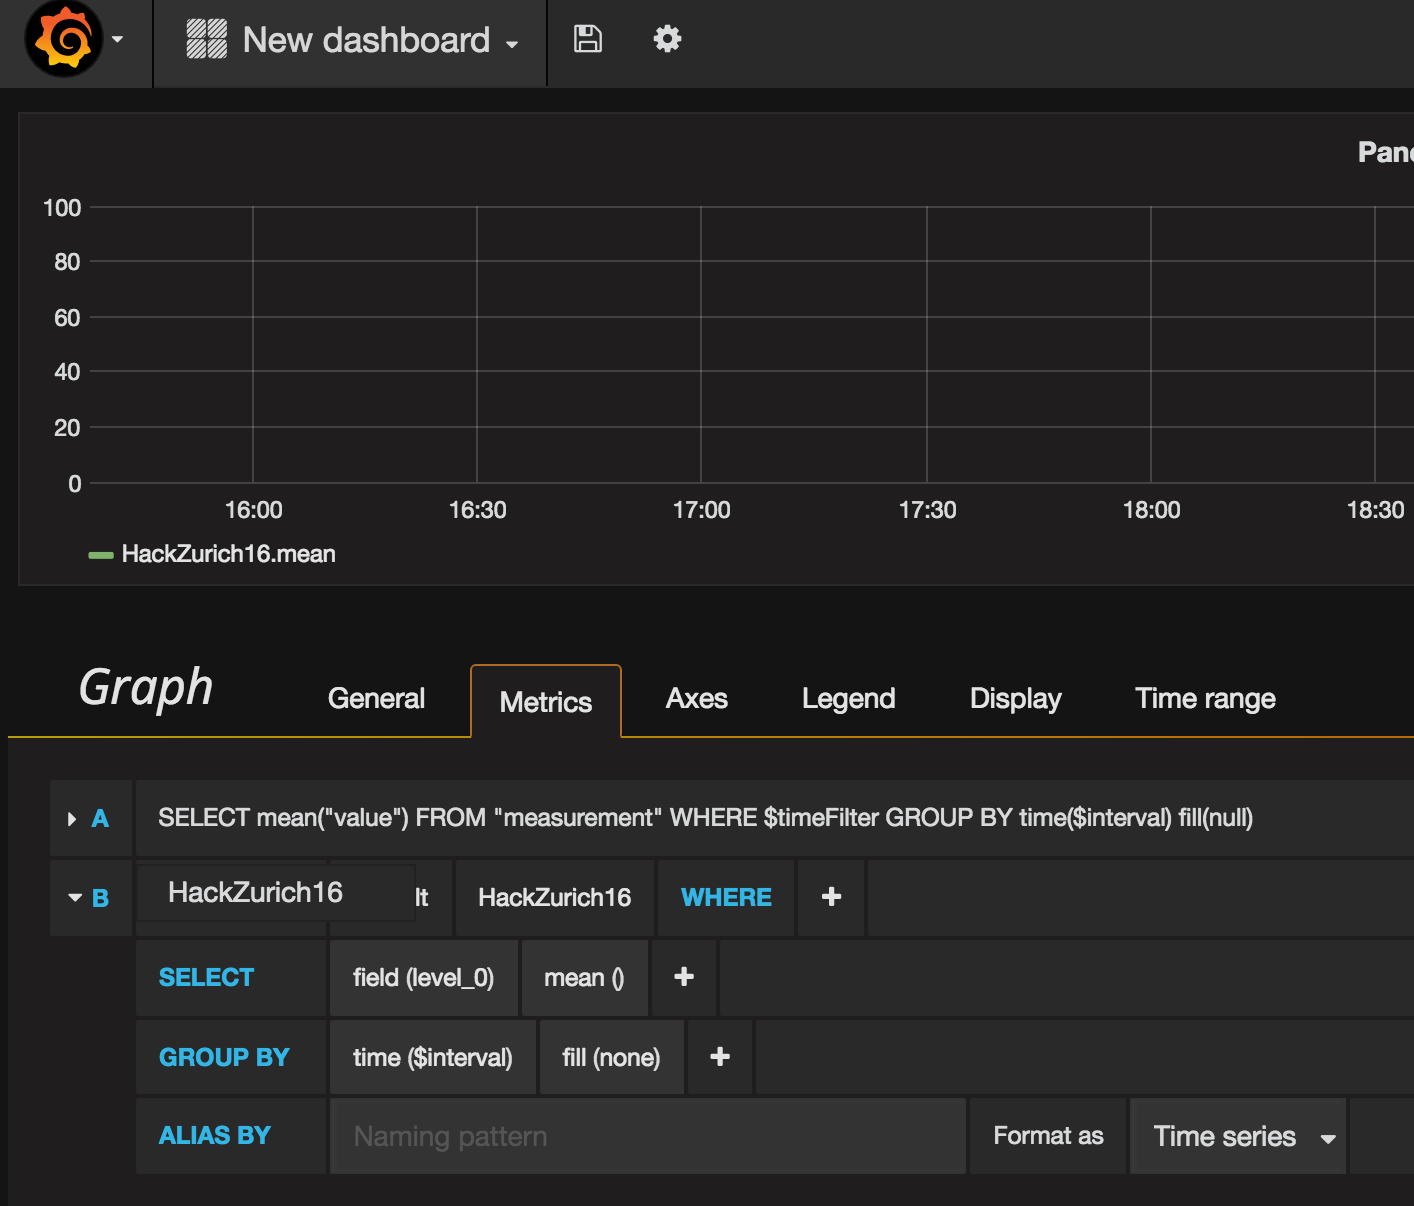 New dashboard
Pan
100
80
60
40
20
0
16:00 16:30 17:00 17:30 18:00 18:30
HackZurich16.mean
Graph General Metrics Axes Legend Display Time range
A SELECT mean("value") FROM "measurement" WHERE $timeFilter GROUP BY time($interval) fill(null)
B HackZurich16 lt HackZurich16 WHERE +
SELECT field (level_0) mean () +
GROUP BY time ($interval) fill (none) +
ALIAS BY Naming pattern Format as Time series